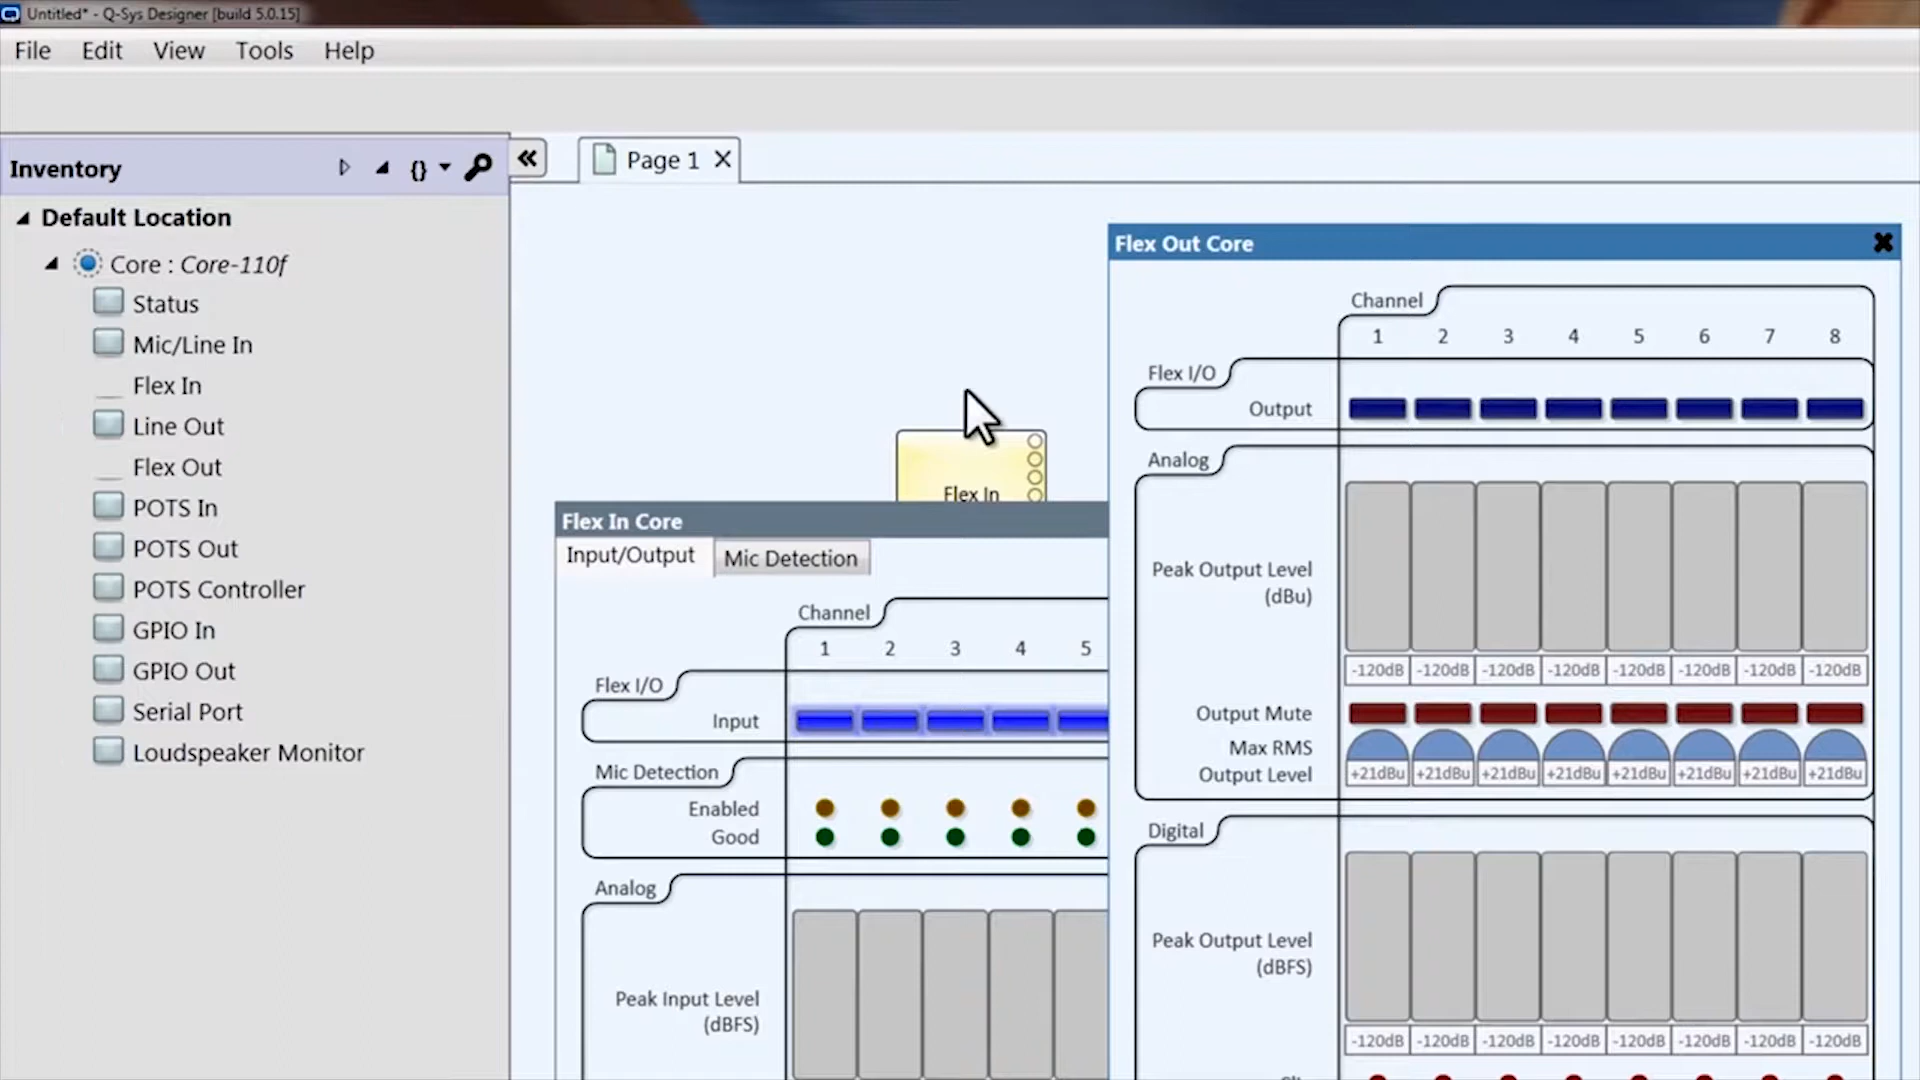 Untitled* - Q-Sys Designer [build 5.0.15]
File Edit View Tools Help
Inventory
{}
Page 1
Default Location
Core : Core-110f
Status
Mic/Line In
Flex In
Line Out
Flex Out
POTS In
POTS Out
POTS Controller
GPIO In
GPIO Out
Serial Port
Loudspeaker Monitor
Flex In
Flex In Core
Input/Output Mic Detection
Channel
1 2 3 4 5
Flex I/O
Input
Mic Detection
Enabled
Good
Analog
Peak Input Level
(dBFS)
Flex Out Core
Channel
1 2 3 4 5 6 7 8
Flex I/O
Output
Analog
Peak Output Level
(dBu)
-120dB -120dB -120dB -120dB -120dB -120dB -120dB -120dB
Output Mute
Max RMS
Output Level
+21dBu +21dBu +21dBu +21dBu +21dBu +21dBu +21dBu +21dBu
Digital
Peak Output Level
(dBFS)
-120dB -120dB -120dB -120dB -120dB -120dB -120dB -120dB